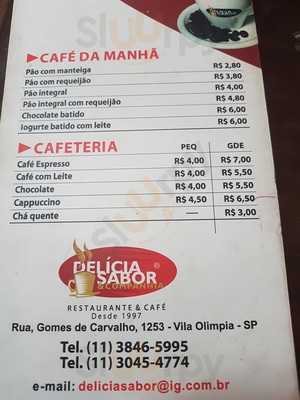 CAFÉ DA MANHÃ
Pão com manteiga R$ 2,80
Pão com requeijão R$ 3,80
Pão integral R$ 4,00
Pão integral com requeijão R$ 4,80
Chocolate batido R$ 6,00
Iogurte batido com leite R$ 6,00
CAFETERIA PEQ GDE
Café Espresso R$ 4,00 R$ 7,00
Café com Leite R$ 4,00 R$ 5,50
Chocolate R$ 4,00 R$ 5,50
Cappuccino R$ 4,50 R$ 6,50
Chá quente — R$ 3,00
DELÍCIA
SABOR
& COMPANHIA
RESTAURANTE & CAFÉ
Desde 1997
Rua, Gomes de Carvalho, 1253 - Vila Olimpia - SP
Tel. (11) 3846-5995
Tel. (11) 3045-4774
e-mail: deliciasabor@ig.com.br